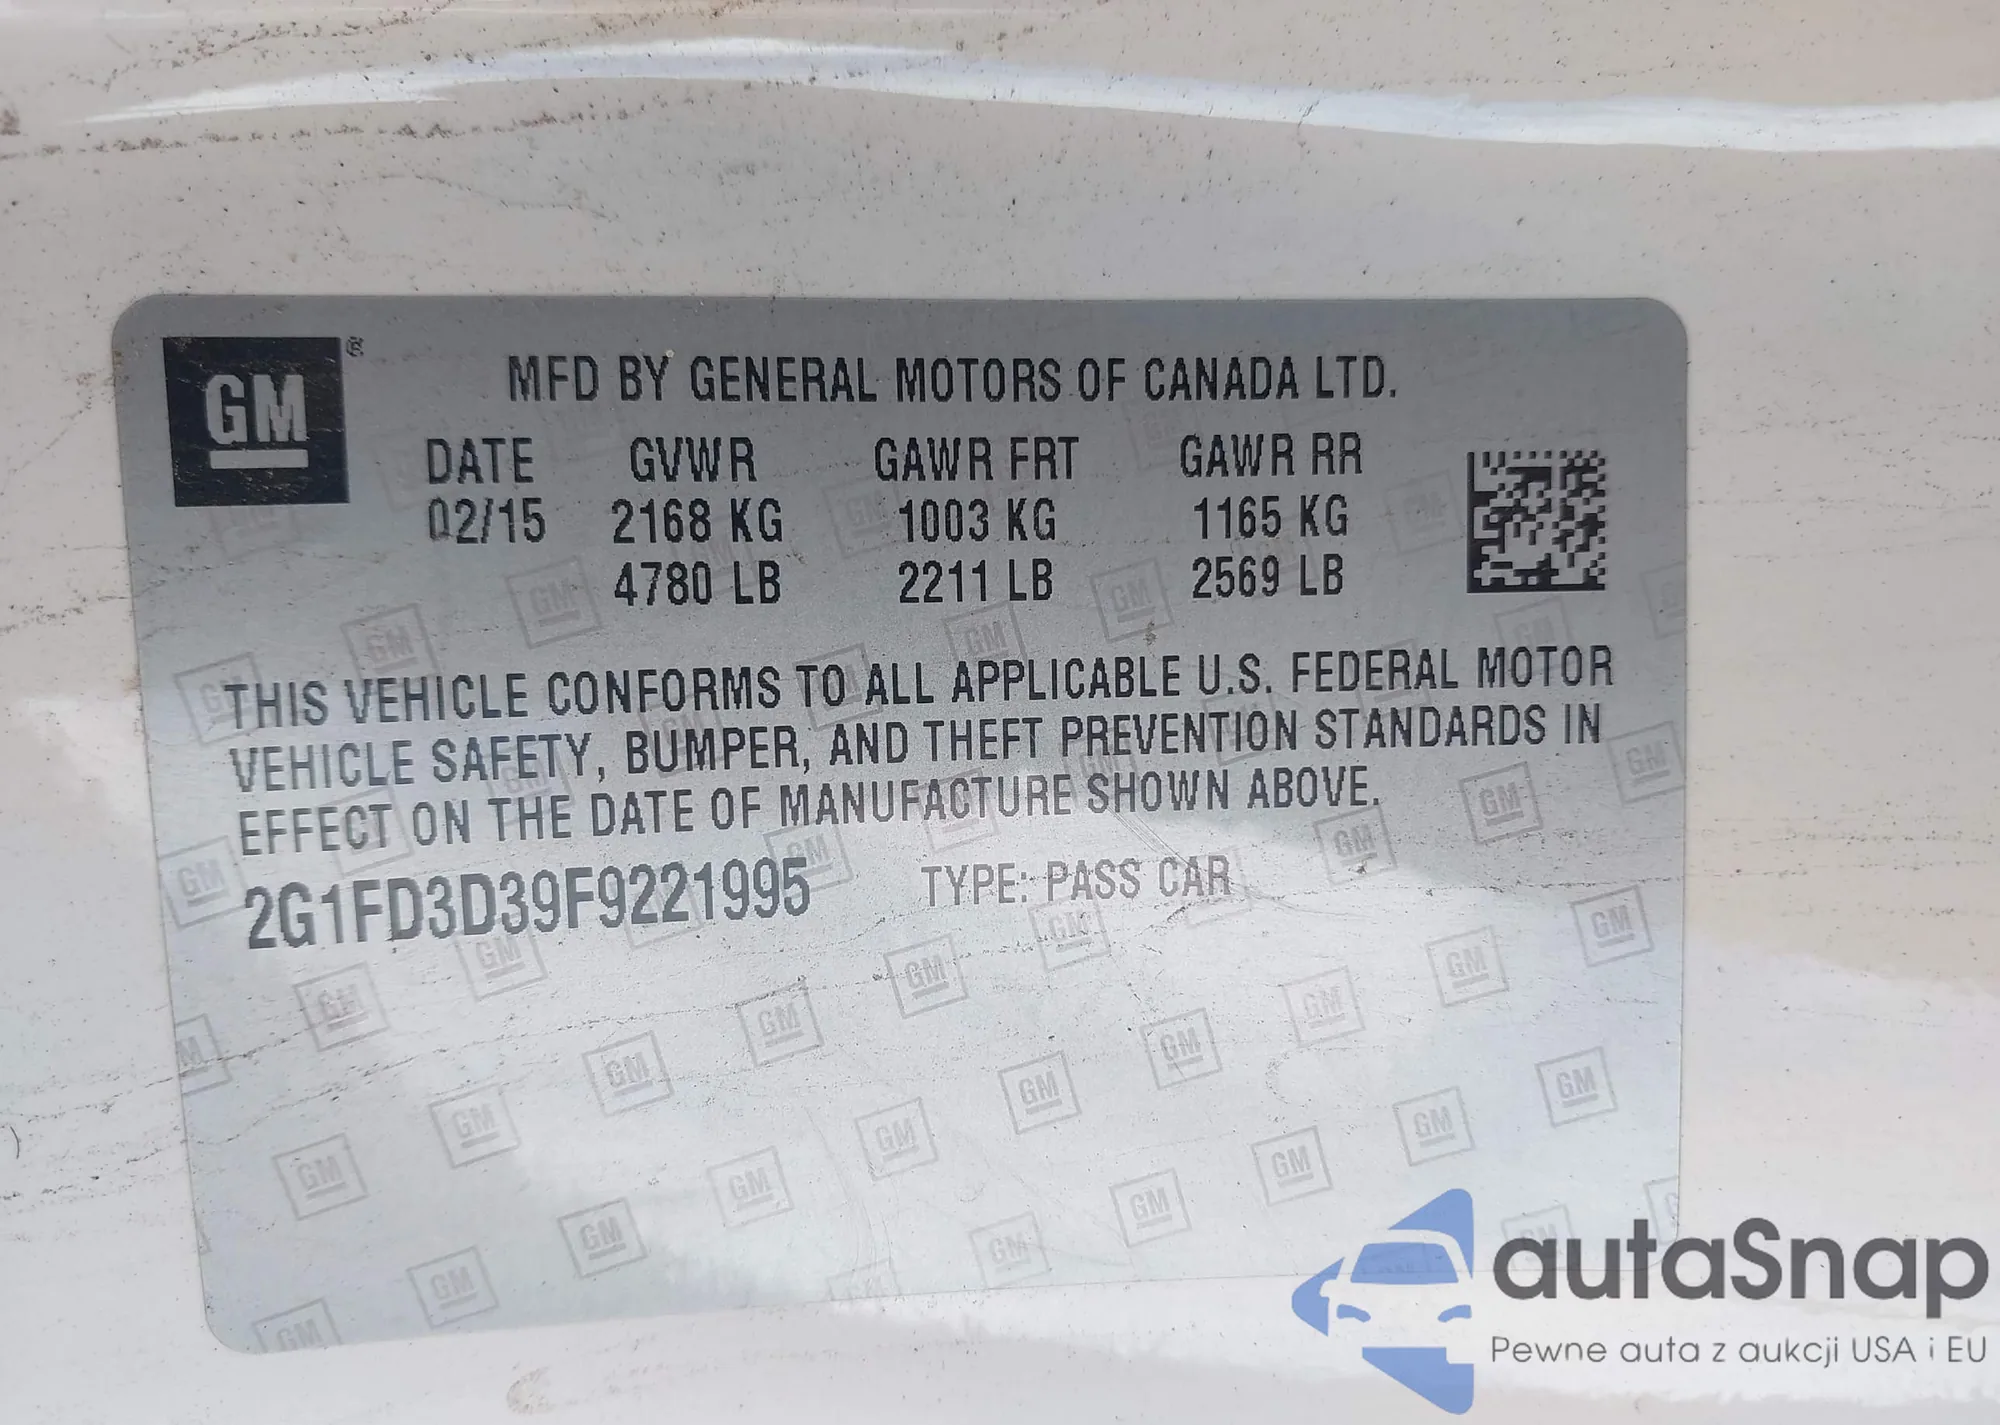 GM ®
MFD BY GENERAL MOTORS OF CANADA LTD.
DATE GVWR GAWR FRT GAWR RR
02/15 2168 KG 1003 KG 1165 KG
4780 LB 2211 LB 2569 LB
THIS VEHICLE CONFORMS TO ALL APPLICABLE U.S. FEDERAL MOTOR
VEHICLE SAFETY, BUMPER, AND THEFT PREVENTION STANDARDS IN
EFFECT ON THE DATE OF MANUFACTURE SHOWN ABOVE.
2G1FD3D39F9221995 TYPE: PASS CAR
autaSnap
Pewne auta z aukcji USA i EU